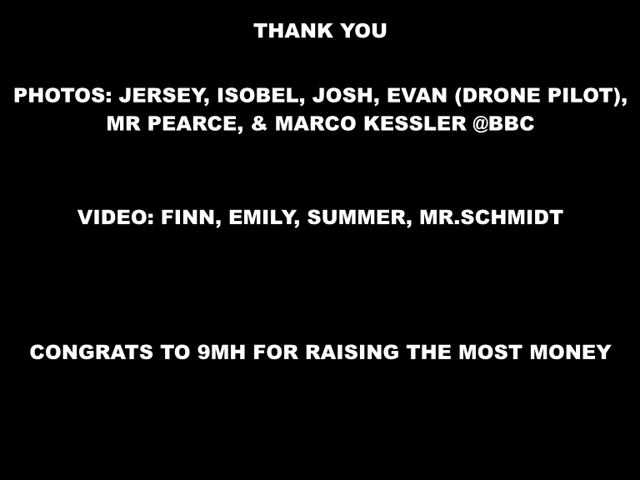 THANK YOU
PHOTOS: JERSEY, ISOBEL, JOSH, EVAN (DRONE PILOT),
MR PEARCE, & MARCO KESSLER @BBC
VIDEO: FINN, EMILY, SUMMER, MR.SCHMIDT
CONGRATS TO 9MH FOR RAISING THE MOST MONEY